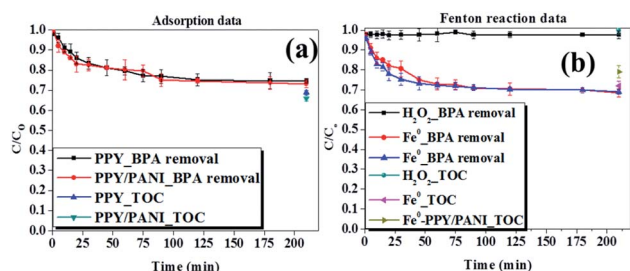 Adsorption data
(a)
C/C0
1.0
0.9
0.8
0.7
0.6
0.5
0.4
0.3
0.2
0.1
0.0
PPY_BPA removal
PPY/PANI_BPA removal
PPY_TOC
PPY/PANI_TOC
0 25 50 75 100 125 150 175 200
Time (min)
Fenton reaction data
(b)
C/C°
1.0
0.9
0.8
0.7
0.6
0.5
0.4
0.3
0.2
0.1
0.0
H2O2_BPA removal
Fe0_BPA removal
Fe0_BPA removal
H2O2_TOC
Fe0_TOC
Fe0-PPY/PANI_TOC
0 25 50 75 100 125 150 175 200
Time (min)